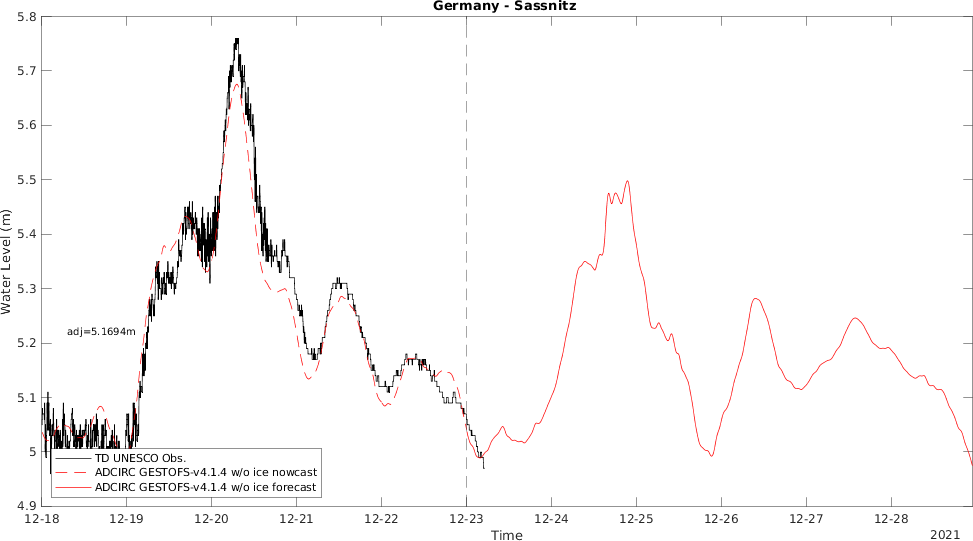 Germany - Sassnitz
5.8
5.7
5.6
5.5
5.4
5.3
5.2
5.1
5
4.9
Water Level (m)
adj=5.1694m
TD UNESCO Obs.
ADCIRC GESTOFS-v4.1.4 w/o ice nowcast
ADCIRC GESTOFS-v4.1.4 w/o ice forecast
12-18 12-19 12-20 12-21 12-22 12-23 12-24 12-25 12-26 12-27 12-28
Time
2021